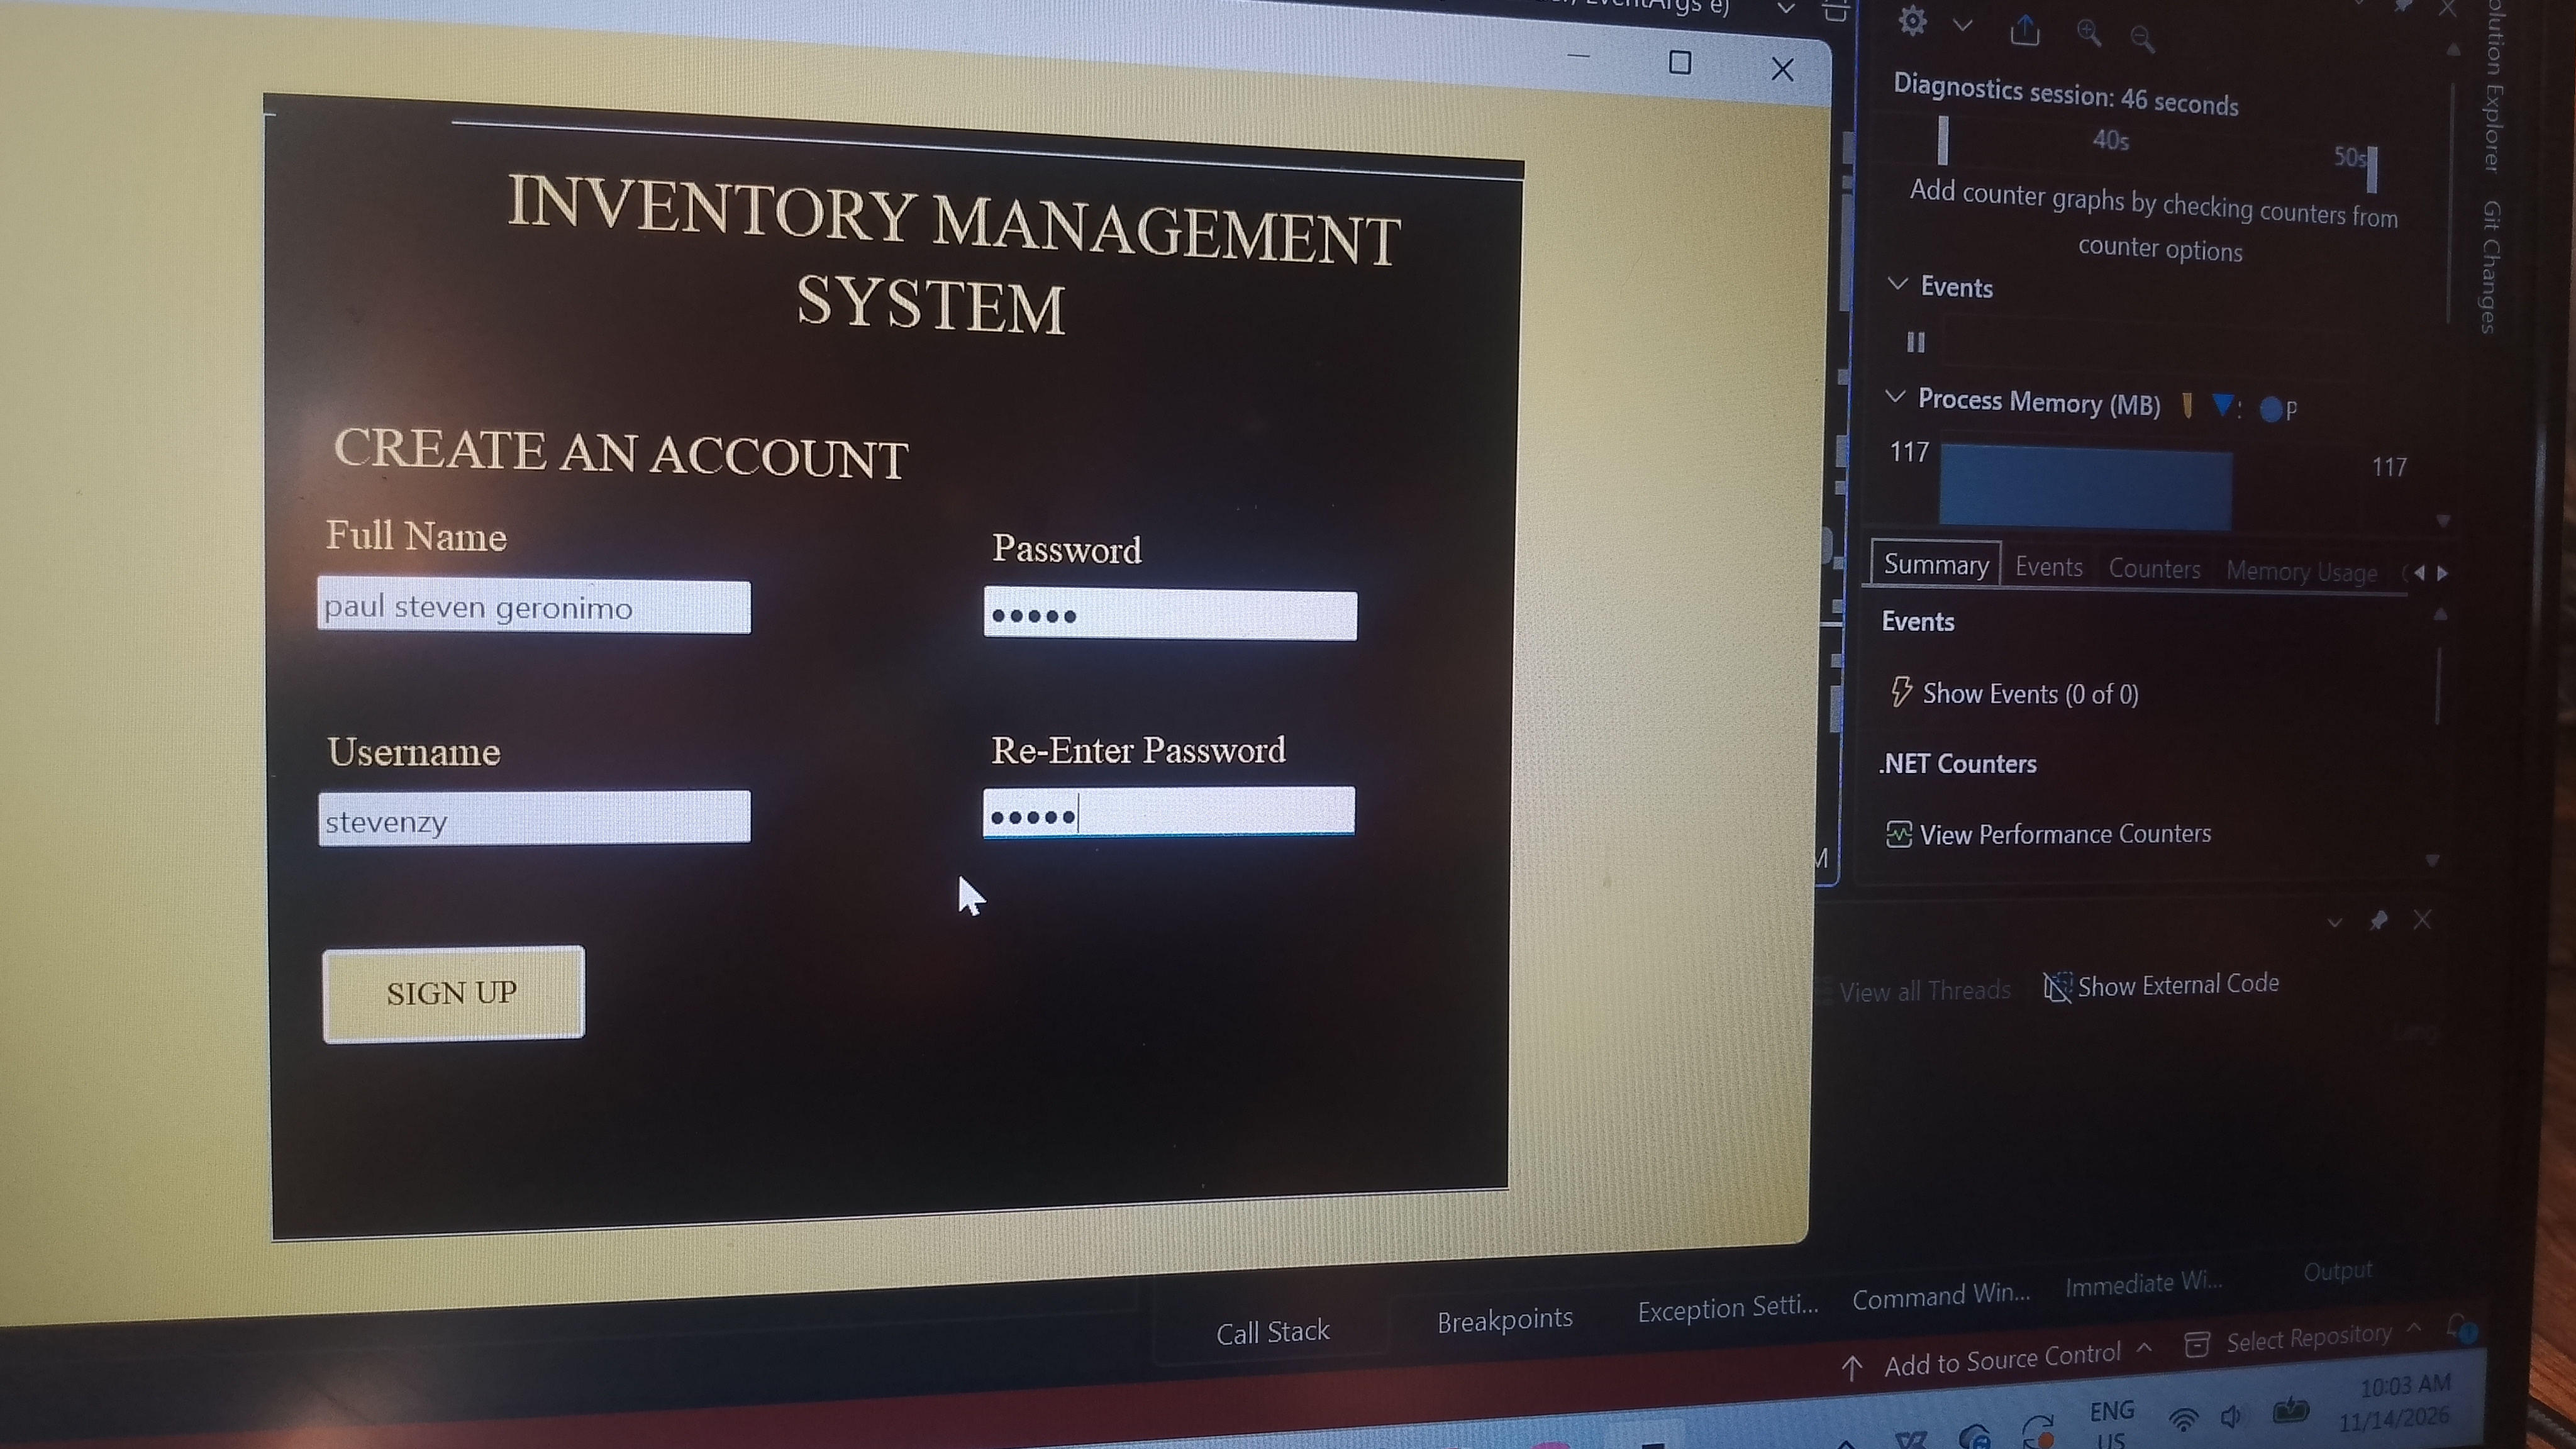 EventArgs e)
INVENTORY MANAGEMENT
SYSTEM
CREATE AN ACCOUNT
Full Name
paul steven geronimo
Password
•••••
Username
stevenzy
Re-Enter Password
•••••
SIGN UP
Diagnostics session: 46 seconds
40s
50s
Add counter graphs by checking counters from
counter options
Events
Process Memory (MB)
P
117
117
Summary
Events
Counters
Memory Usage
Events
Show Events (0 of 0)
.NET Counters
View Performance Counters
View all Threads
Show External Code
Solution Explorer
Git Changes
Call Stack
Breakpoints
Exception Setti...
Command Win...
Immediate Wi...
Output
Add to Source Control
Select Repository
ENG
US
10:03 AM
11/14/2026